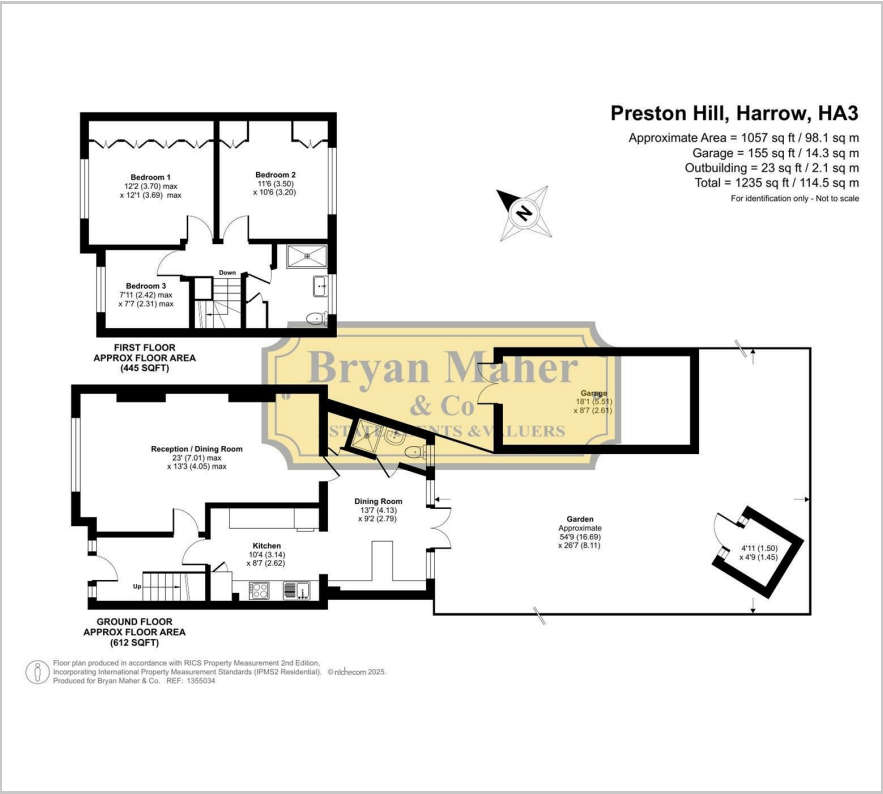 Preston Hill, Harrow, HA3
Approximate Area = 1057 sq ft / 98.1 sq m
Garage = 155 sq ft / 14.3 sq m
Outbuilding = 23 sq ft / 2.1 sq m
Total = 1235 sq ft / 114.5 sq m
For identification only - Not to scale
N
Bedroom 1
12'2 (3.70) max
x 12'1 (3.69) max
Bedroom 2
11'6 (3.50)
x 10'6 (3.20)
Down
Bedroom 3
7'11 (2.42) max
x 7'7 (2.31) max
FIRST FLOOR
APPROX FLOOR AREA
(445 SQFT)
Bryan Maher
& Co
ESTATE AGENTS & VALUERS
Garage
18'1 (5.51)
x 8'7 (2.61)
Reception / Dining Room
23' (7.01) max
x 13'3 (4.05) max
Dining Room
13'7 (4.13)
x 9'2 (2.79)
Kitchen
10'4 (3.14)
x 8'7 (2.62)
Garden
Approximate
54'9 (16.69)
x 26'7 (8.11)
4'11 (1.50)
x 4'9 (1.45)
Up
GROUND FLOOR
APPROX FLOOR AREA
(612 SQFT)
Floor plan produced in accordance with RICS Property Measurement 2nd Edition,
Incorporating International Property Measurement Standards (IPMS2 Residential). © nichecom 2025.
Produced for Bryan Maher & Co. REF: 1355034